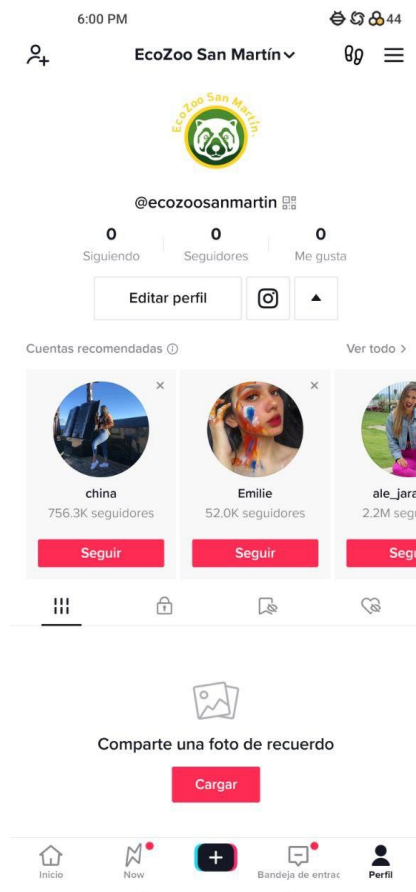 6:00 PM
44
EcoZoo San Martín
EcoZoo San Martín.
@ecozoosanmartin
0 0 0
Siguiendo Seguidores Me gusta
Editar perfil
Cuentas recomendadas Ver todo >
china Emilie ale_jara
756.3K seguidores 52.0K seguidores 2.2M segu
Seguir Seguir Segu
Comparte una foto de recuerdo
Cargar
Inicio Now Bandeja de entrac Perfil